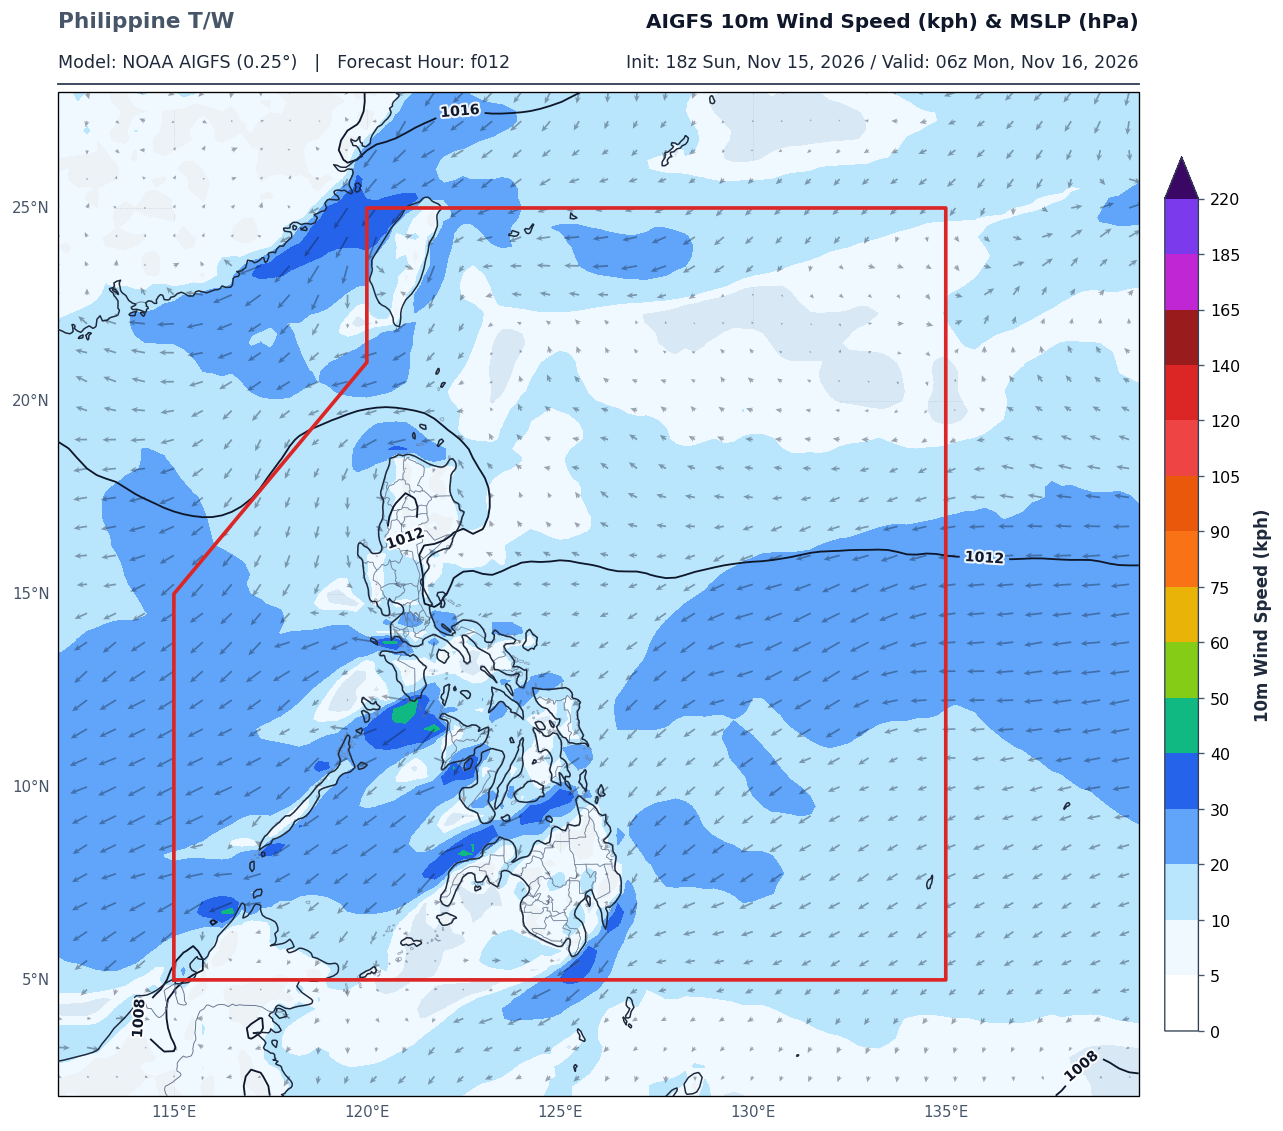 Philippine T/W
AIGFS 10m Wind Speed (kph) & MSLP (hPa)
Model: NOAA AIGFS (0.25°) | Forecast Hour: f012
Init: 18z Sun, Nov 15, 2026 / Valid: 06z Mon, Nov 16, 2026
1016
25°N
20°N
15°N
10°N
5°N
1012
1012
1008
1008
115°E
120°E
125°E
130°E
135°E
220
185
165
140
120
105
90
75
60
50
40
30
20
10
5
0
10m Wind Speed (kph)